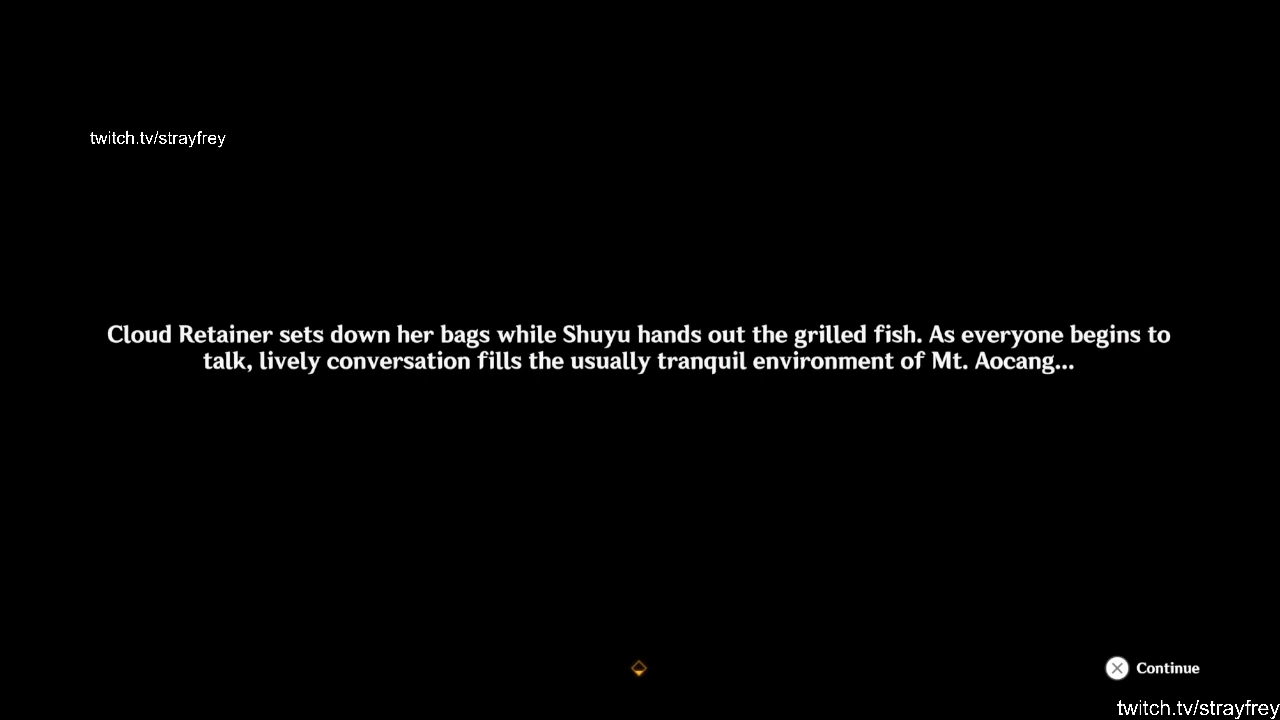 twitch.tv/strayfrey
Cloud Retainer sets down her bags while Shuyu hands out the grilled fish. As everyone begins to
talk, lively conversation fills the usually tranquil environment of Mt. Aocang...
Continue
twitch.tv/strayfrey